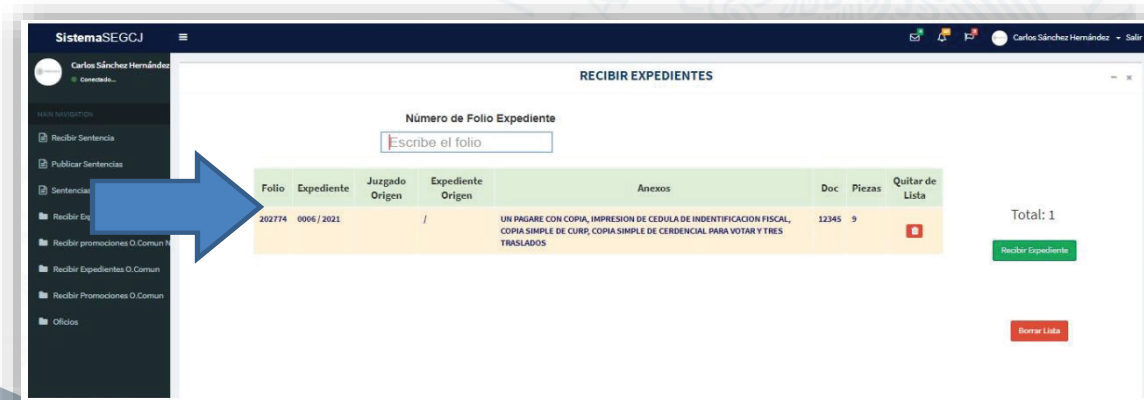 SistemaSEGCJ
Carlos Sánchez Hernández - Salir
Carlos Sánchez Hernández
Conectado...
RECIBIR EXPEDIENTES
MAIN NAVIGATION
Recibir Sentencia
Publicar Sentencias
Sentencias
Recibir
Recibir promociones O.Comun N
Recibir Expedientes O.Comun
Recibir Promociones O.Comun
Oficios
Número de Folio Expediente
Escribe el folio
Folio Expediente Juzgado Origen Expediente Origen Anexos Doc Piezas Quitar de Lista
202774 0006 / 2021 / UN PAGARE CON COPIA, IMPRESION DE CEDULA DE INDENTIFICACION FISCAL, 12345 9
COPIA SIMPLE DE CURP, COPIA SIMPLE DE CERDENCIAL PARA VOTAR Y TRES
TRASLADOS
Total: 1
Recibir Expediente
Borrar Lista